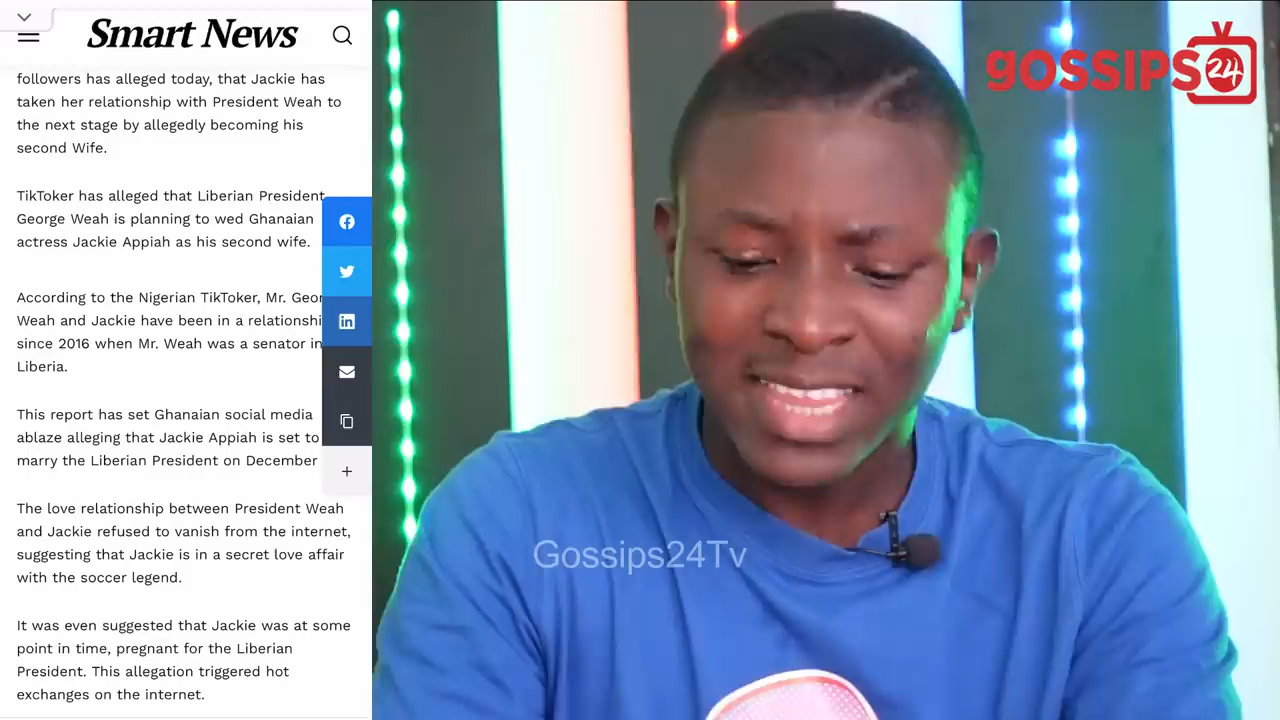 Smart News
followers has alleged today, that Jackie has
taken her relationship with President Weah to
the next stage by allegedly becoming his
second Wife.
TikToker has alleged that Liberian President
George Weah is planning to wed Ghanaian
actress Jackie Appiah as his second wife.
According to the Nigerian TikToker, Mr. Geor
Weah and Jackie have been in a relationshi
since 2016 when Mr. Weah was a senator in
Liberia.
This report has set Ghanaian social media
ablaze alleging that Jackie Appiah is set to
marry the Liberian President on December
The love relationship between President Weah
and Jackie refused to vanish from the internet,
suggesting that Jackie is in a secret love affair
with the soccer legend.
It was even suggested that Jackie was at some
point in time, pregnant for the Liberian
President. This allegation triggered hot
exchanges on the internet.
gOSSIPS24
Gossips24Tv